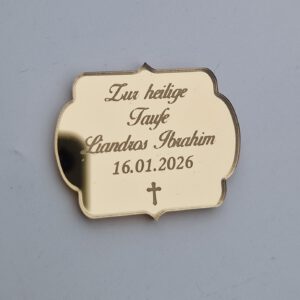 Zur heilige
Taufe
Liandros Ibrahim
16.01.2026